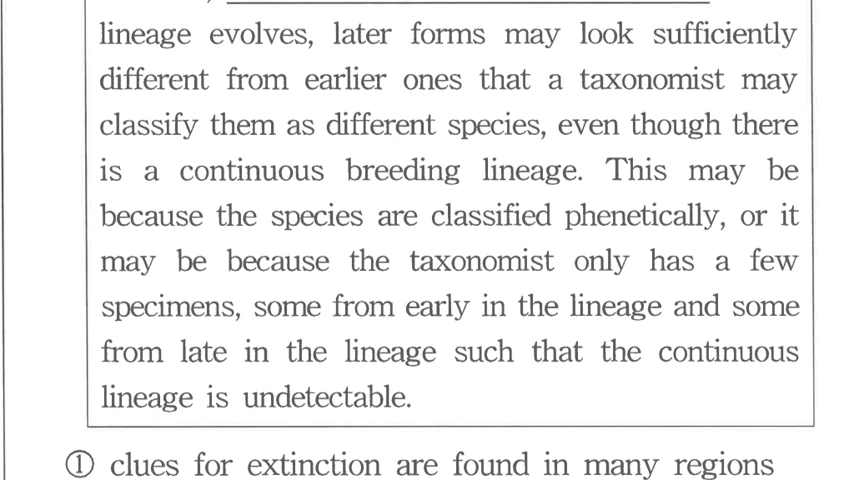 lineage evolves, later forms may look sufficiently
different from earlier ones that a taxonomist may
classify them as different species, even though there
is a continuous breeding lineage. This may be
because the species are classified phenetically, or it
may be because the taxonomist only has a few
specimens, some from early in the lineage and some
from late in the lineage such that the continuous
lineage is undetectable.
① clues for extinction are found in many regions